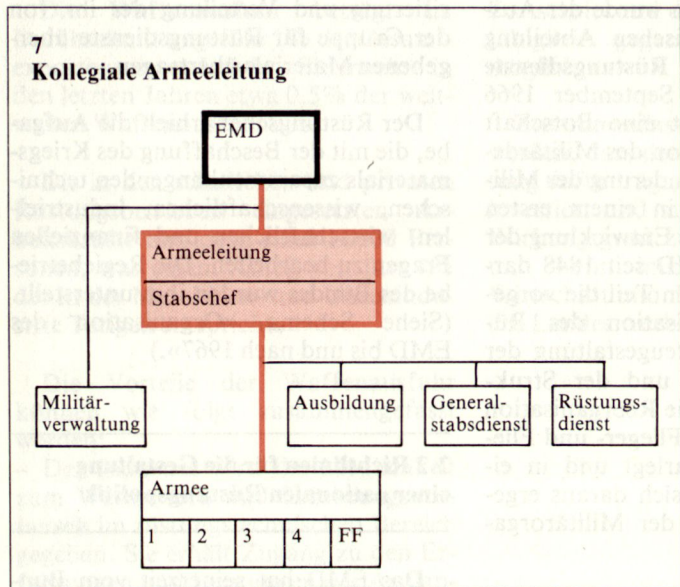 7
Kollegiale Armeeleitung
EMD
Armeeleitung
Stabschef
Militär-
verwaltung
Ausbildung
General-
stabsdienst
Rüstungs-
dienst
Armee
1 2 3 4 FF